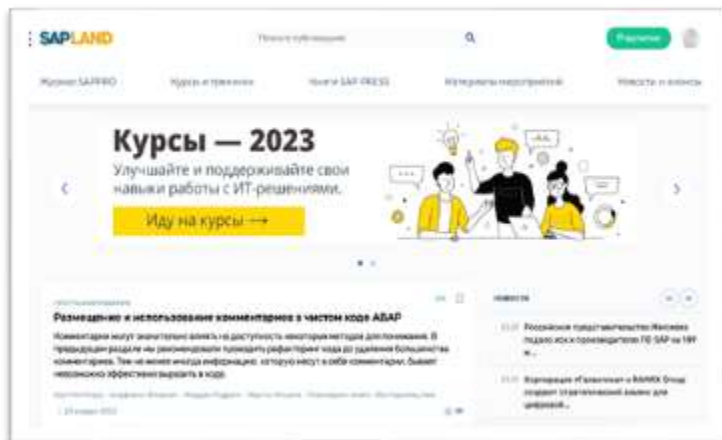 SAPLAND
Поиск по публикациям
Журнал SAPPRO
Курсы и тренинги
Книги SAP PRESS
Материалы мероприятий
Новости и анонсы
Курсы — 2023
Улучшайте и поддерживайте свои
навыки работы с ИТ-решениями.
Иду на курсы →
Размещение и использование комментариев в чистом коде ABAP
Комментарии могут значительно влиять на доступность некоторых методов для понимания. В
предыдущем разделе мы рекомендовали проводить рефакторинг кода до удаления большинства
комментариев. Тем не менее иногда информацию, которую несут в себе комментарии, бывает
невозможно эффективно выразить в коде.
НОВОСТИ
Российское представительство
подало иск к производителю ПО SAP на
Корпорация «Галактика» и Group
создают стратегический альянс для
цифровой...